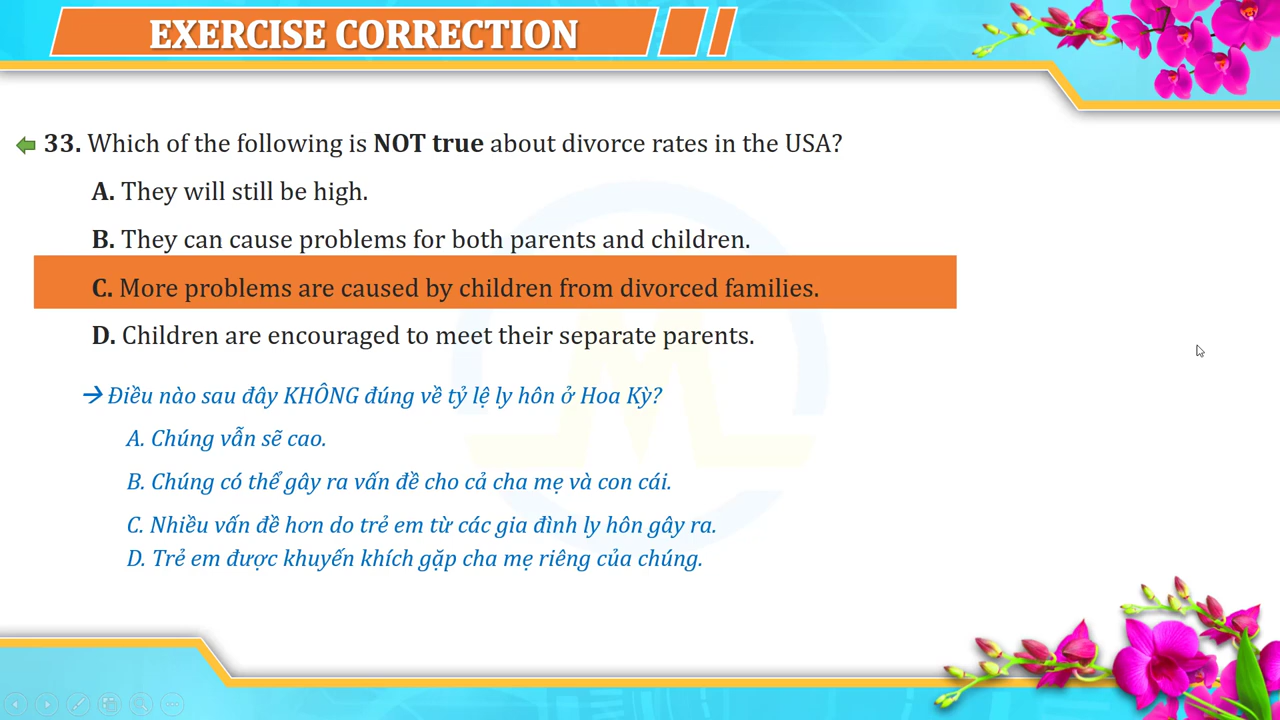 EXERCISE CORRECTION
33. Which of the following is NOT true about divorce rates in the USA?
A. They will still be high.
B. They can cause problems for both parents and children.
C. More problems are caused by children from divorced families.
D. Children are encouraged to meet their separate parents.
→ Điều nào sau đây KHÔNG đúng về tỷ lệ ly hôn ở Hoa Kỳ?
A. Chúng vẫn sẽ cao.
B. Chúng có thể gây ra vấn đề cho cả cha mẹ và con cái.
C. Nhiều vấn đề hơn do trẻ em từ các gia đình ly hôn gây ra.
D. Trẻ em được khuyến khích gặp cha mẹ riêng của chúng.